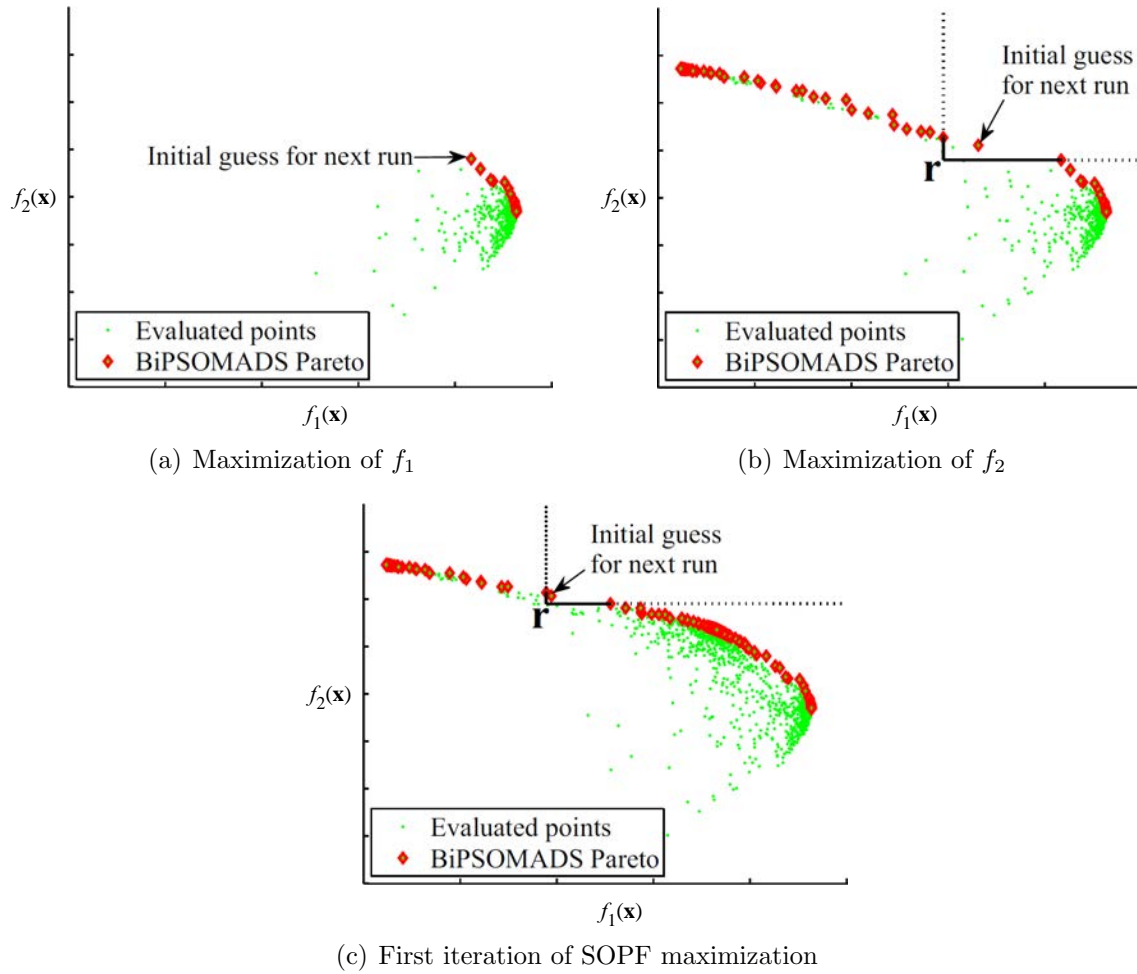 Initial guess for next run
f₂(x)
Evaluated points
BiPSOMADS Pareto
f₁(x)
(a) Maximization of f₁
Initial guess
for next run
r
f₂(x)
Evaluated points
BiPSOMADS Pareto
f₁(x)
(b) Maximization of f₂
Initial guess
for next run
r
f₂(x)
Evaluated points
BiPSOMADS Pareto
f₁(x)
(c) First iteration of SOPF maximization